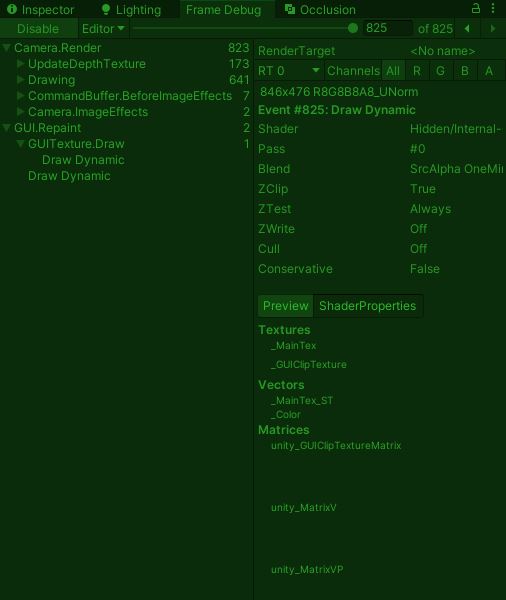 Inspector Lighting Frame Debug Occlusion
Disable Editor 825 of 825
Camera.Render 823
UpdateDepthTexture 173
Drawing 641
CommandBuffer.BeforeImageEffects 7
Camera.ImageEffects 2
GUI.Repaint 2
GUITexture.Draw 1
Draw Dynamic
Draw Dynamic
RenderTarget <No name>
RT 0 Channels All R G B A
846x476 R8G8B8A8_UNorm
Event #825: Draw Dynamic
Shader Hidden/Internal-
Pass #0
Blend SrcAlpha OneMi
ZClip True
ZTest Always
ZWrite Off
Cull Off
Conservative False
Preview ShaderProperties
Textures
_MainTex
_GUIClipTexture
Vectors
_MainTex_ST
_Color
Matrices
unity_GUIClipTextureMatrix
unity_MatrixV
unity_MatrixVP